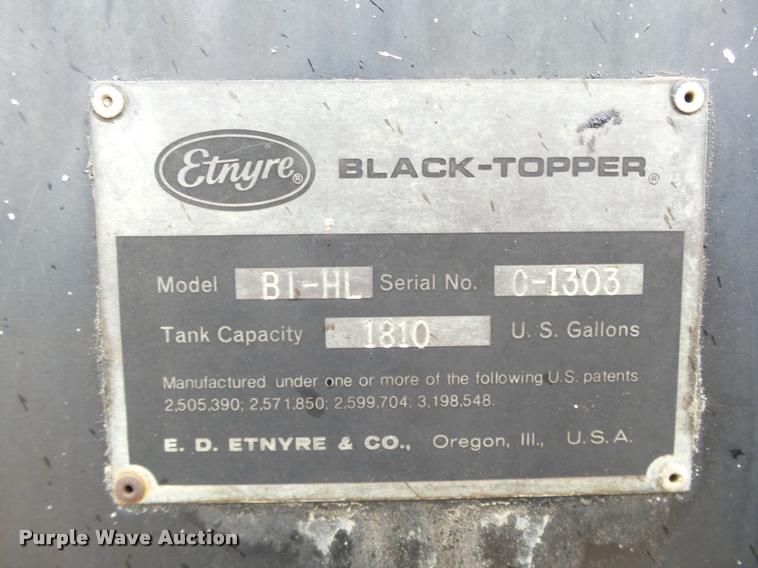 Etnyre® BLACK-TOPPER®
Model BT-HL Serial No. C-1303
Tank Capacity 1810 U. S. Gallons
Manufactured under one or more of the following U.S. patents
2,505,390; 2,571,850; 2,599,704; 3,198,548.
E. D. ETNYRE & CO., Oregon, Ill., U.S.A.
Purple Wave Auction